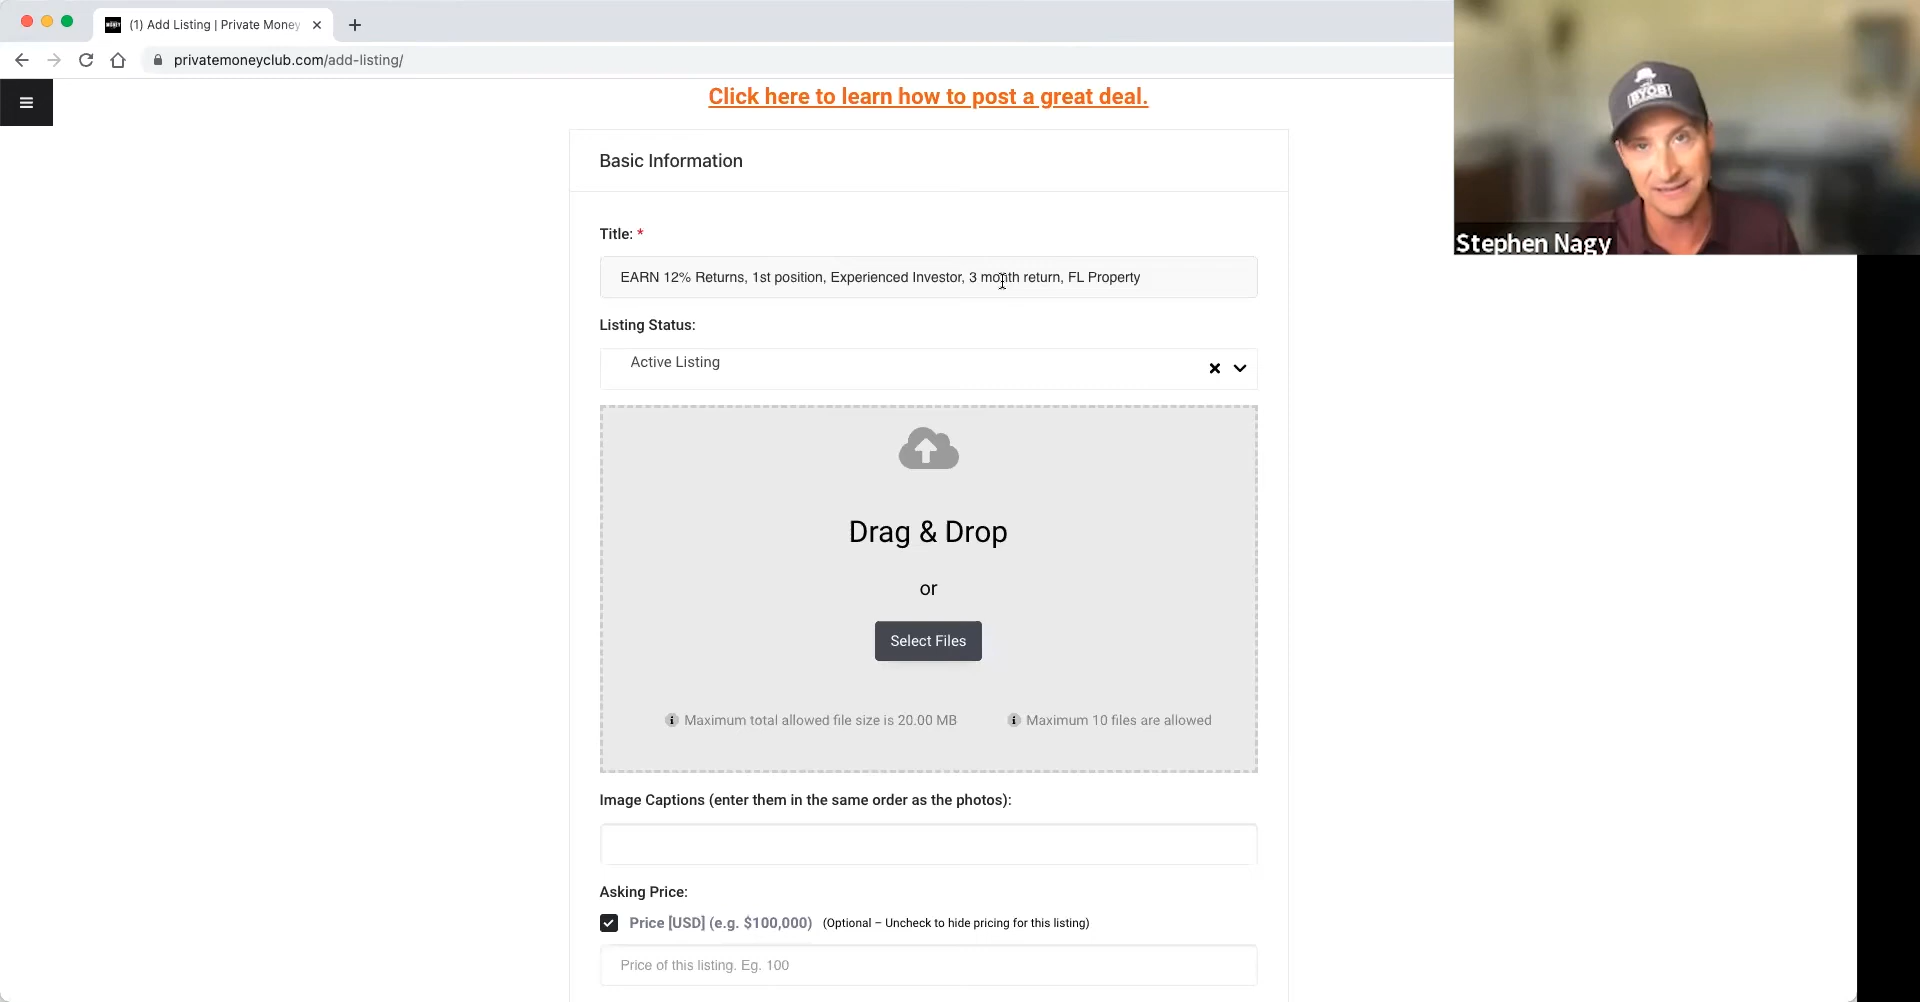 (1) Add Listing | Private Money
privatemoneyclub.com/add-listing/
Click here to learn how to post a great deal.
Basic Information
Title: *
EARN 12% Returns, 1st position, Experienced Investor, 3 month return, FL Property
Listing Status:
Active Listing
Drag & Drop
or
Select Files
Maximum total allowed file size is 20.00 MB
Maximum 10 files are allowed
Image Captions (enter them in the same order as the photos):
Asking Price:
Price [USD] (e.g. $100,000) (Optional – Uncheck to hide pricing for this listing)
Price of this listing. Eg. 100
BYOB
Stephen Nagy